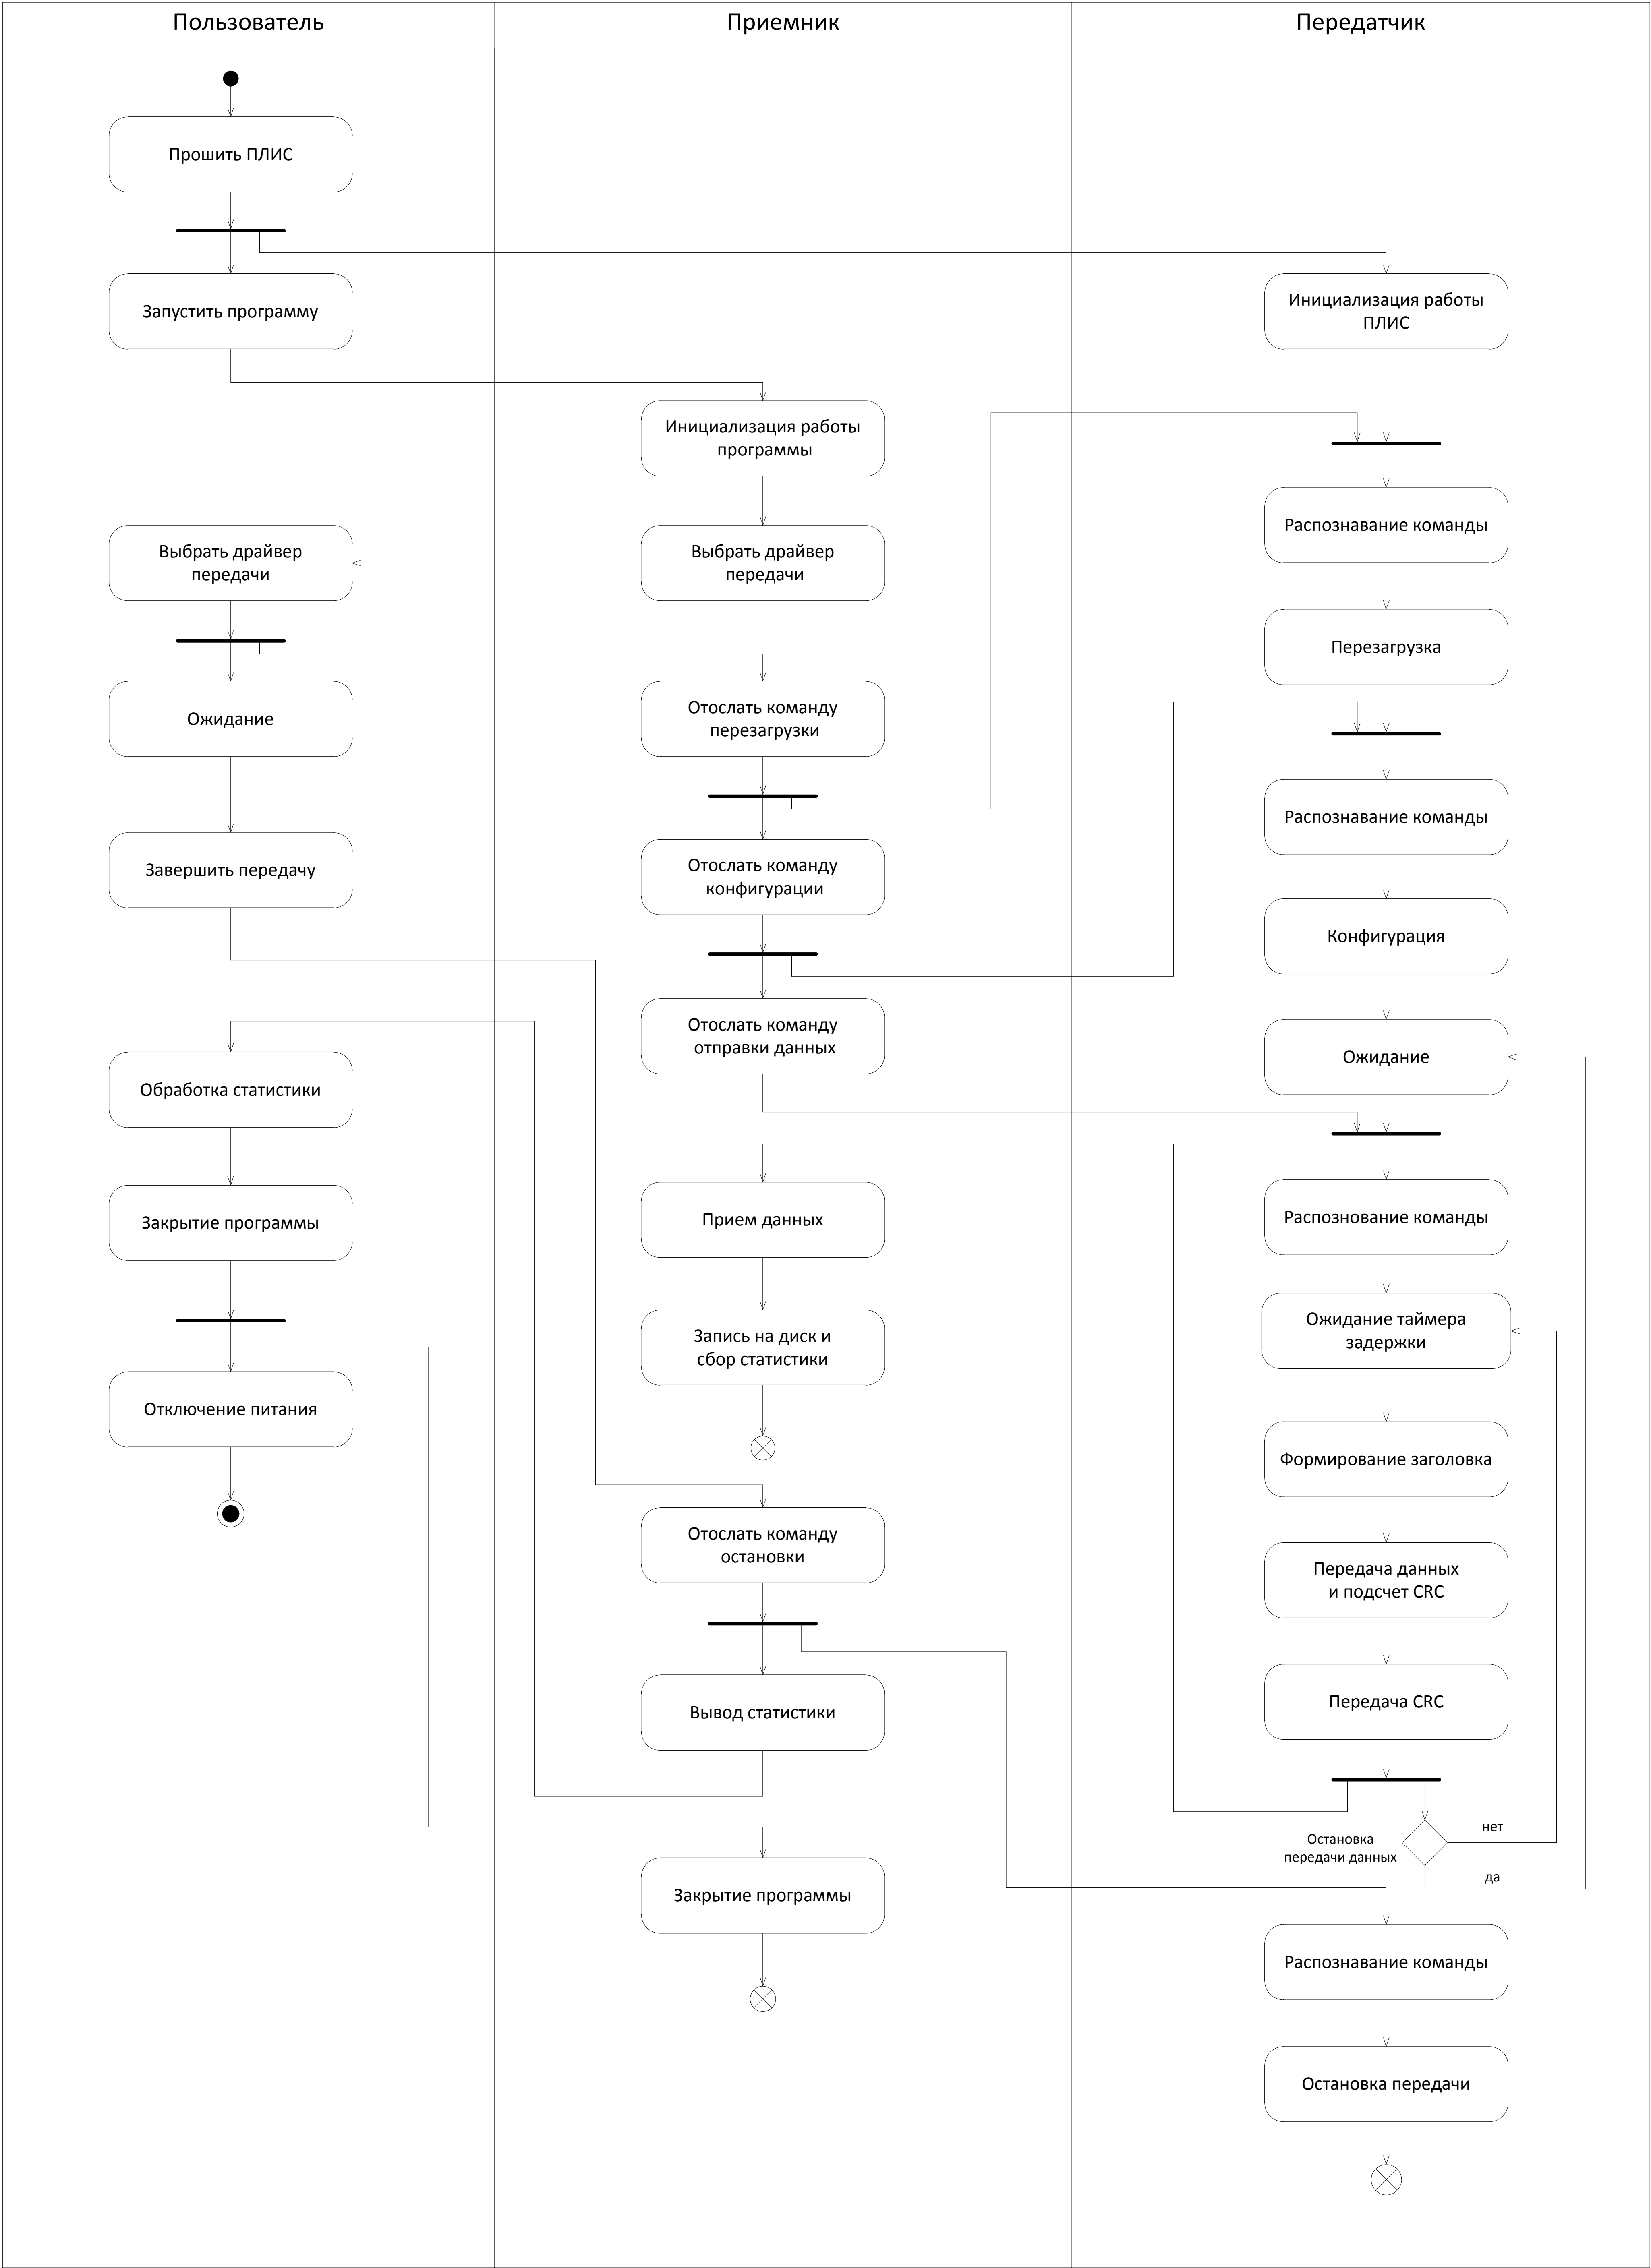 Пользователь
Приемник
Передатчик
Прошить ПЛИС
Запустить программу
Инициализация работы
ПЛИС
Инициализация работы
программы
Распознавание команды
Выбрать драйвер
передачи
Выбрать драйвер
передачи
Перезагрузка
Ожидание
Отослать команду
перезагрузки
Распознавание команды
Завершить передачу
Отослать команду
конфигурации
Конфигурация
Отослать команду
отправки данных
Ожидание
Обработка статистики
Закрытие программы
Прием данных
Распознование команды
Запись на диск и
сбор статистики
Ожидание таймера
задержки
Отключение питания
Формирование заголовка
Отослать команду
остановки
Передача данных
и подсчет CRC
Вывод статистики
Передача CRC
Остановка
передачи данных
нет
да
Закрытие программы
Распознавание команды
Остановка передачи